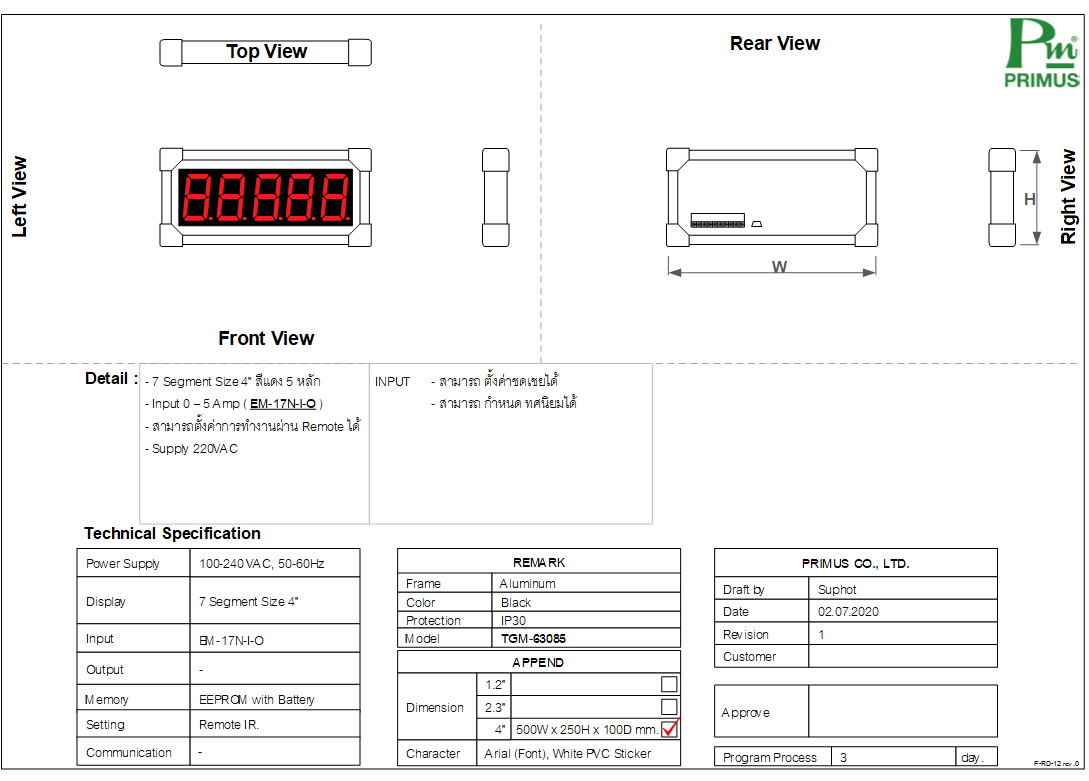 Top View
Rear View
Pm®
PRIMUS
Left View
H
Right View
W
Front View
Detail :
- 7 Segment Size 4" สีแดง 5 หลัก
- Input 0 – 5 Amp ( EM-17N-I-O )
- สามารถตั้งค่าการทำงานผ่าน Remote ได้
- Supply 220VAC
INPUT - สามารถ ตั้งค่าชดเชยได้
- สามารถ กำหนด ทศนิยมได้
Technical Specification
Power Supply 100-240VAC, 50-60Hz
Display 7 Segment Size 4"
Input EM-17N-I-O
Output -
Memory EEPROM with Battery
Setting Remote IR.
Communication -
REMARK
Frame Aluminum
Color Black
Protection IP30
Model TGM-63085
APPEND
Dimension
1.2"
2.3"
4" 500W x 250H x 100D mm.
Character Arial (Font), White PVC Sticker
PRIMUS CO., LTD.
Draft by Suphot
Date 02.07.2020
Revision 1
Customer
Approve
Program Process 3 day.
F-RD-12 rev.0